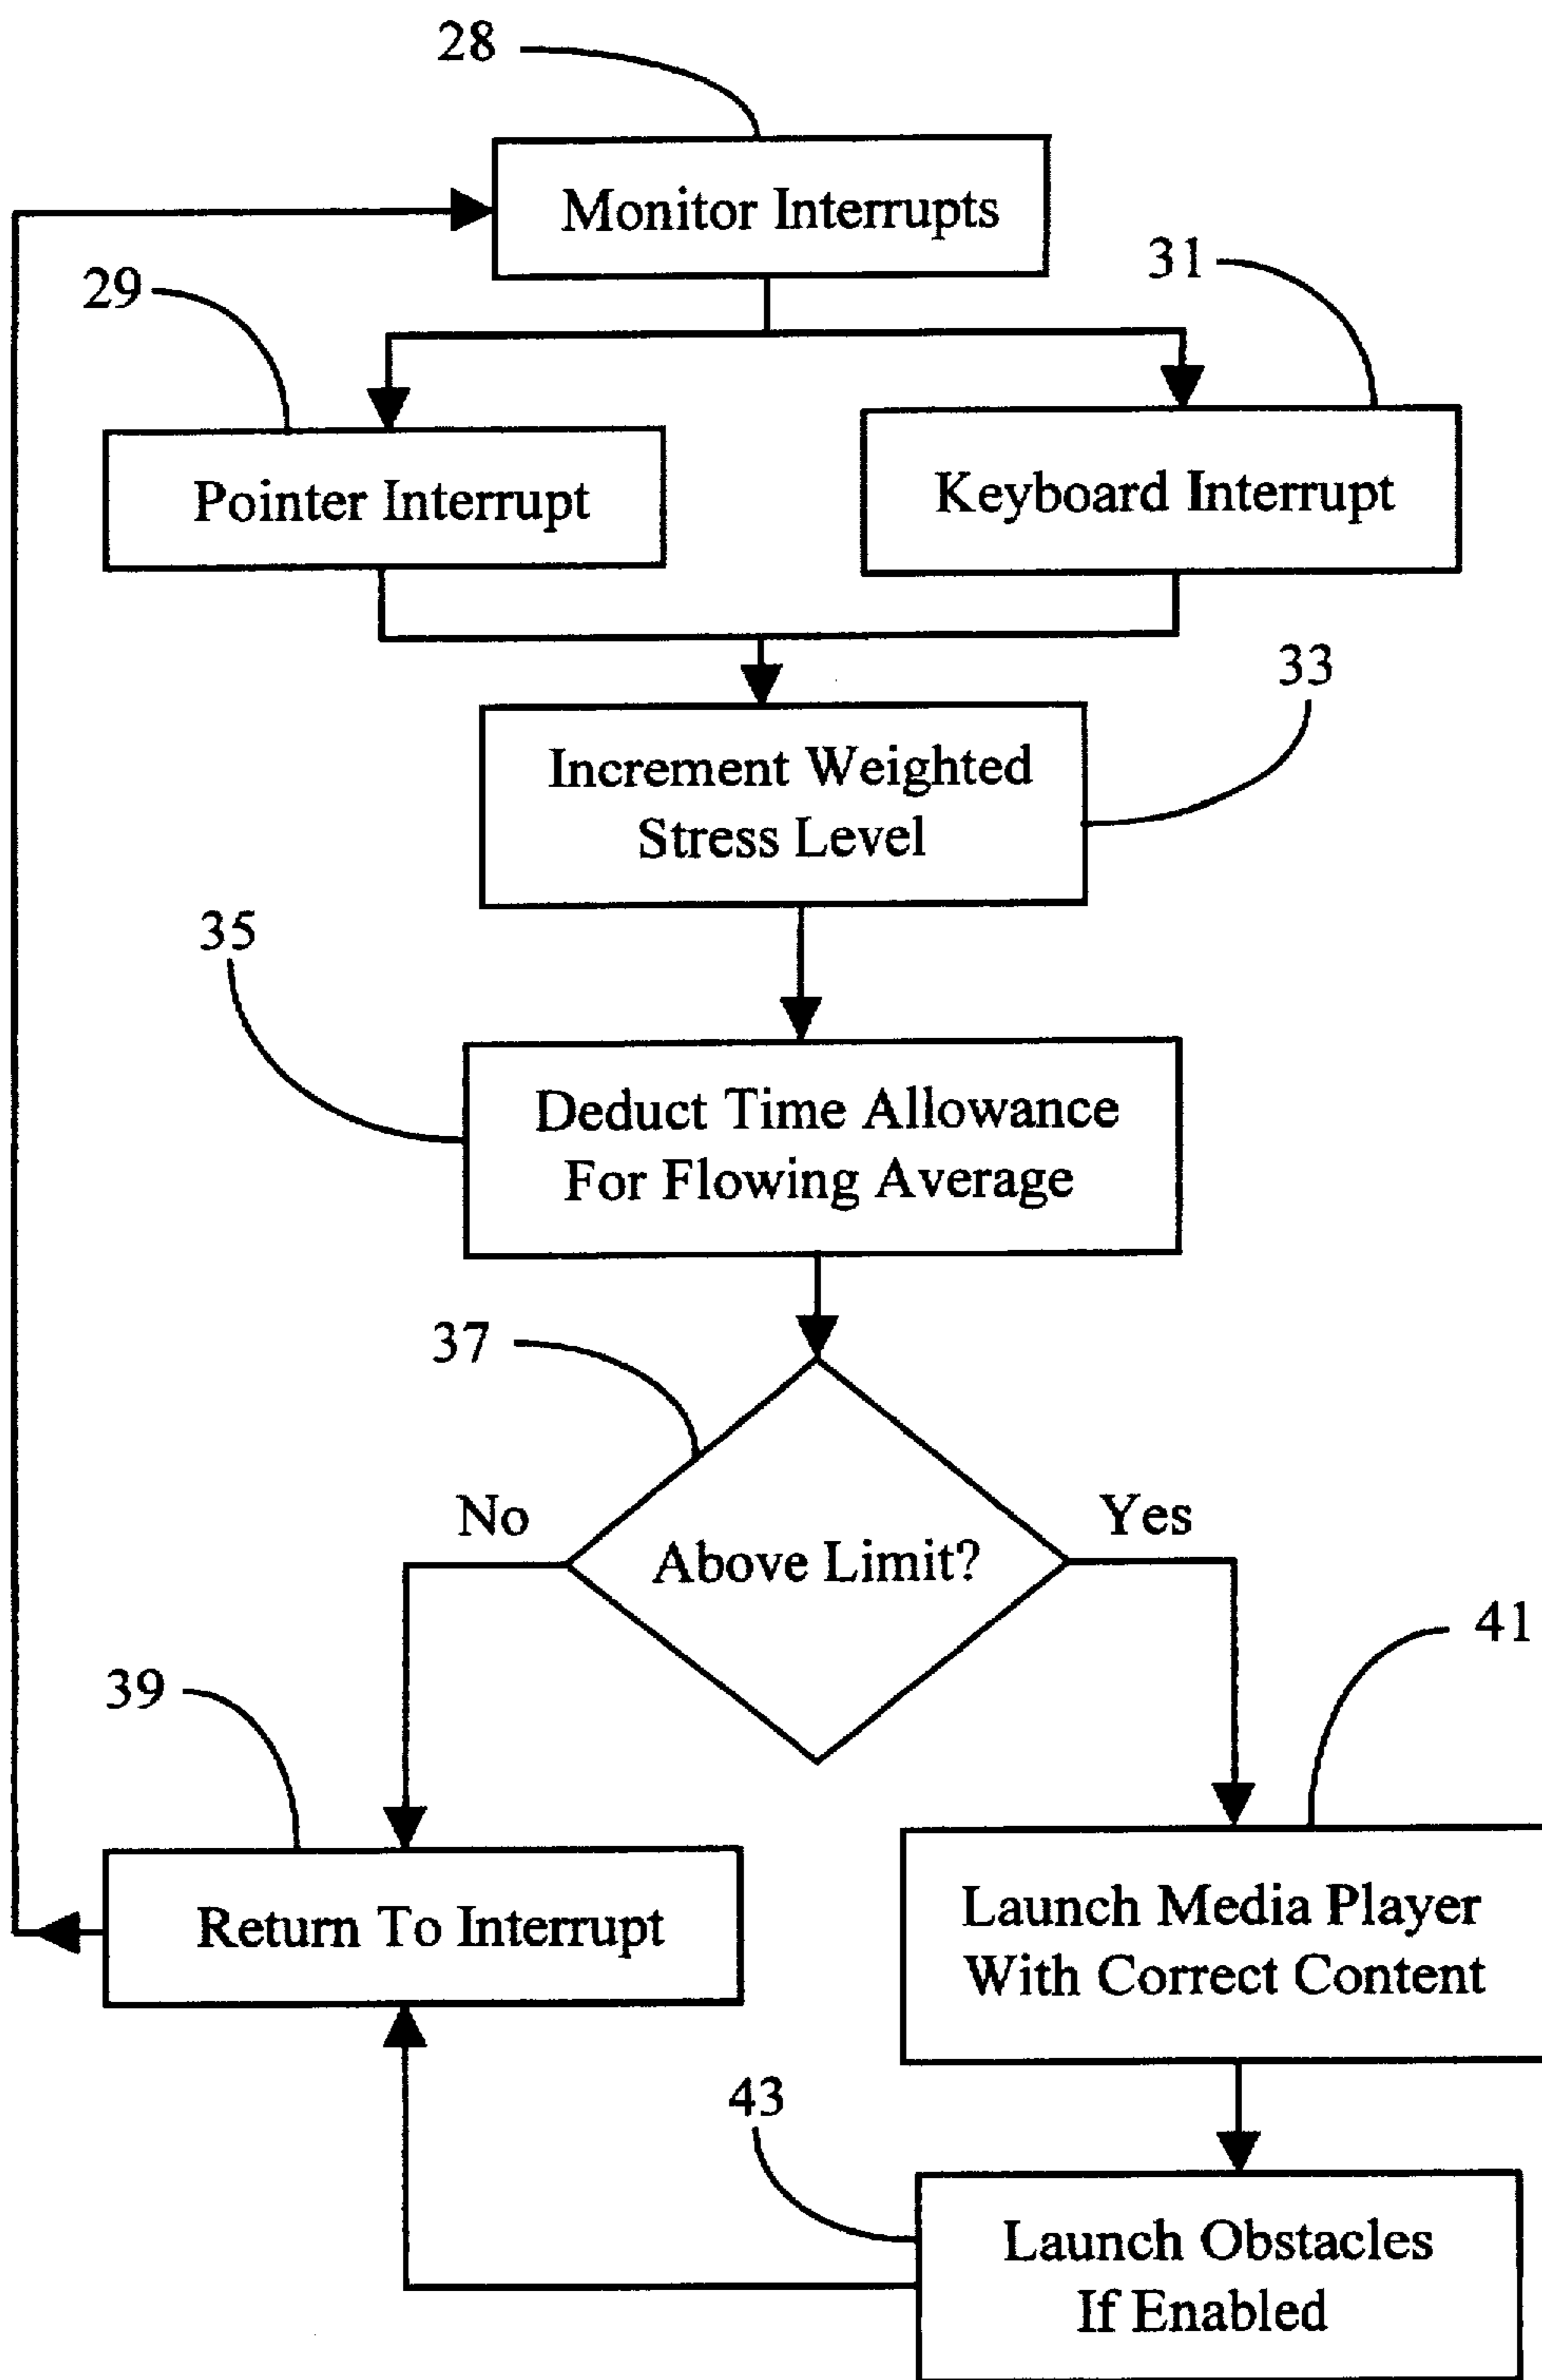 28
Monitor Interrupts
29
31
Pointer Interrupt
Keyboard Interrupt
33
Increment Weighted
Stress Level
35
Deduct Time Allowance
For Flowing Average
37
No
Yes
Above Limit?
41
39
Return To Interrupt
Launch Media Player
With Correct Content
43
Launch Obstacles
If Enabled